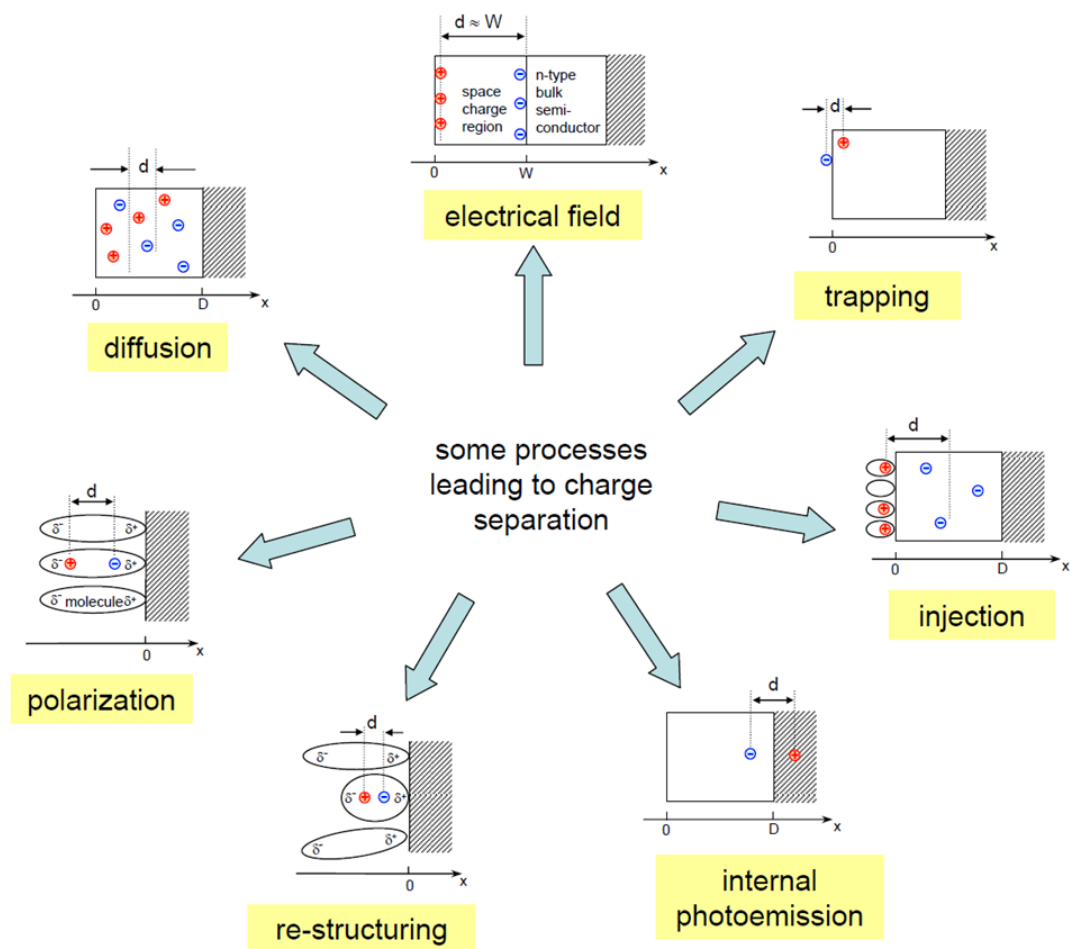 d ≈ W
space
charge
region
n-type
bulk
semi-
conductor
0
W
x
electrical field
d
0
x
trapping
d
0
D
x
diffusion
some processes
leading to charge
separation
d
0
D
x
injection
d
δ⁻ δ⁺
δ⁻ + - δ⁺
δ⁻ molecule δ⁺
0
x
polarization
d
δ⁻ δ⁺
δ⁻ + - δ⁺
δ⁻ δ⁺
0
x
re-structuring
d
0
D
x
internal
photoemission